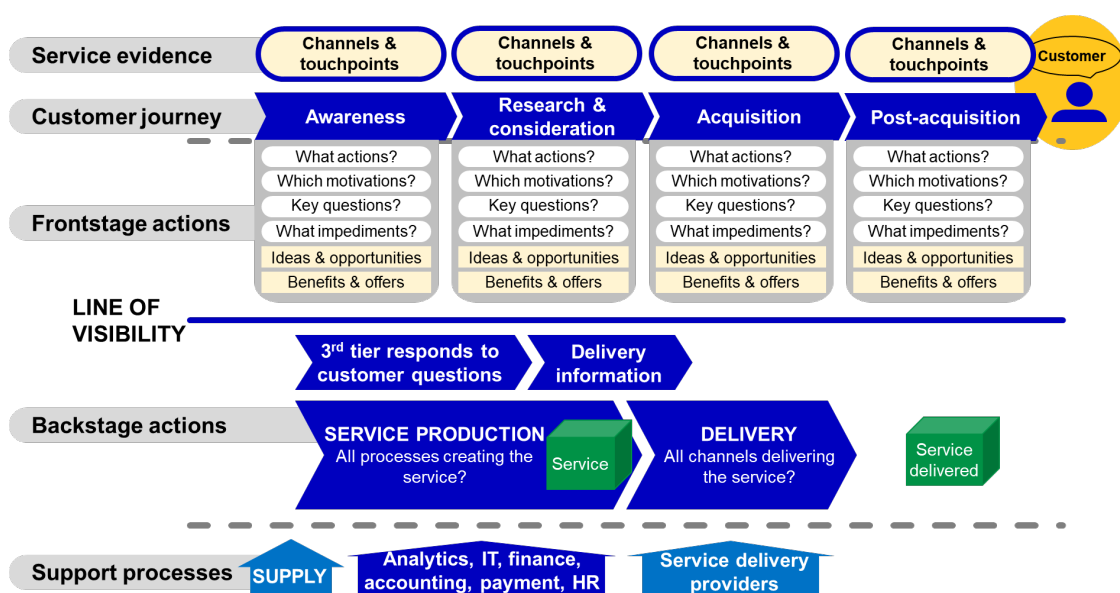 Service evidence
Channels &
touchpoints
Channels &
touchpoints
Channels &
touchpoints
Channels &
touchpoints
Customer
Customer journey
Awareness
Research &
consideration
Acquisition
Post-acquisition
Frontstage actions
What actions?
Which motivations?
Key questions?
What impediments?
Ideas & opportunities
Benefits & offers
What actions?
Which motivations?
Key questions?
What impediments?
Ideas & opportunities
Benefits & offers
What actions?
Which motivations?
Key questions?
What impediments?
Ideas & opportunities
Benefits & offers
What actions?
Which motivations?
Key questions?
What impediments?
Ideas & opportunities
Benefits & offers
LINE OF
VISIBILITY
3rd tier responds to
customer questions
Delivery
information
Backstage actions
SERVICE PRODUCTION
All processes creating the
service?
Service
DELIVERY
All channels delivering
the service?
Service
delivered
Support processes
SUPPLY
Analytics, IT, finance,
accounting, payment, HR
Service delivery
providers